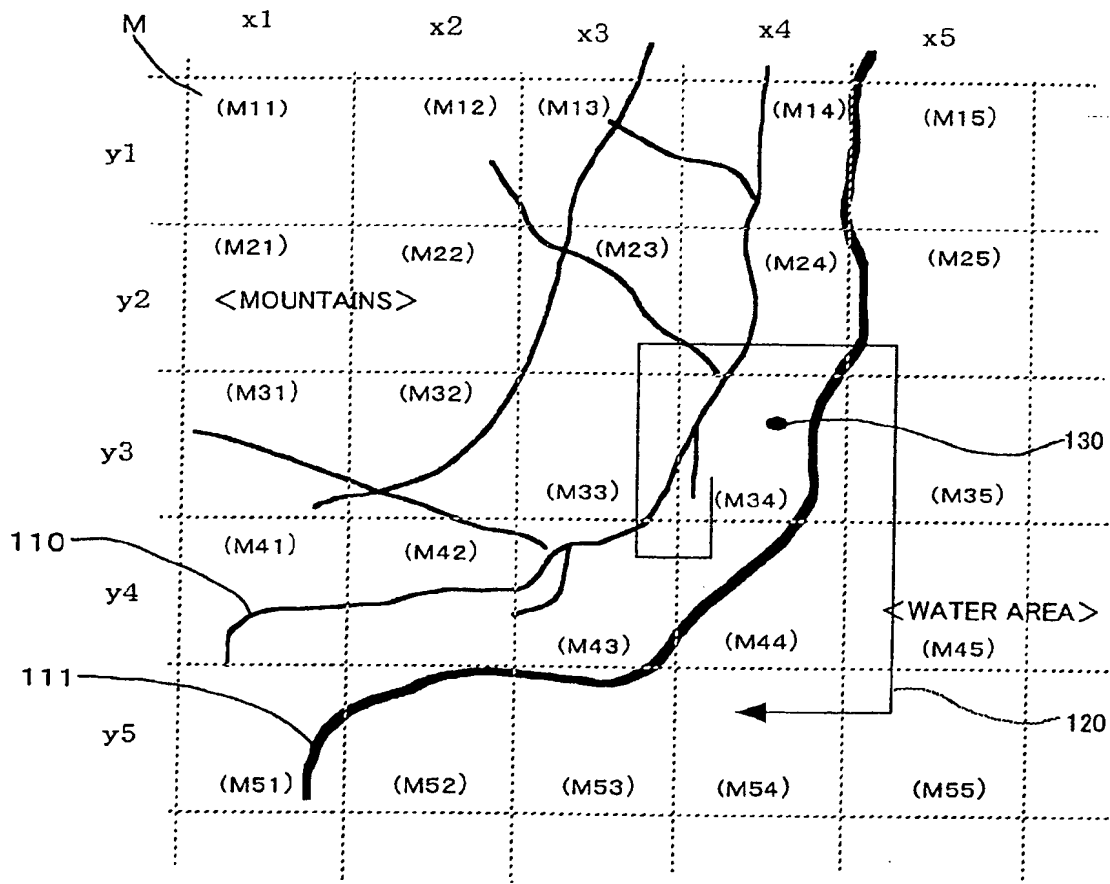 M x1 x2 x3 x4 x5
(M11) (M12) (M13) (M14) (M15)
y1
(M21) (M22) (M23) (M24) (M25)
y2 <MOUNTAINS>
(M31) (M32)
130
y3
(M33) (M34) (M35)
110 (M41) (M42)
y4 <WATER AREA>
(M43) (M44) (M45)
111
120
y5
(M51) (M52) (M53) (M54) (M55)